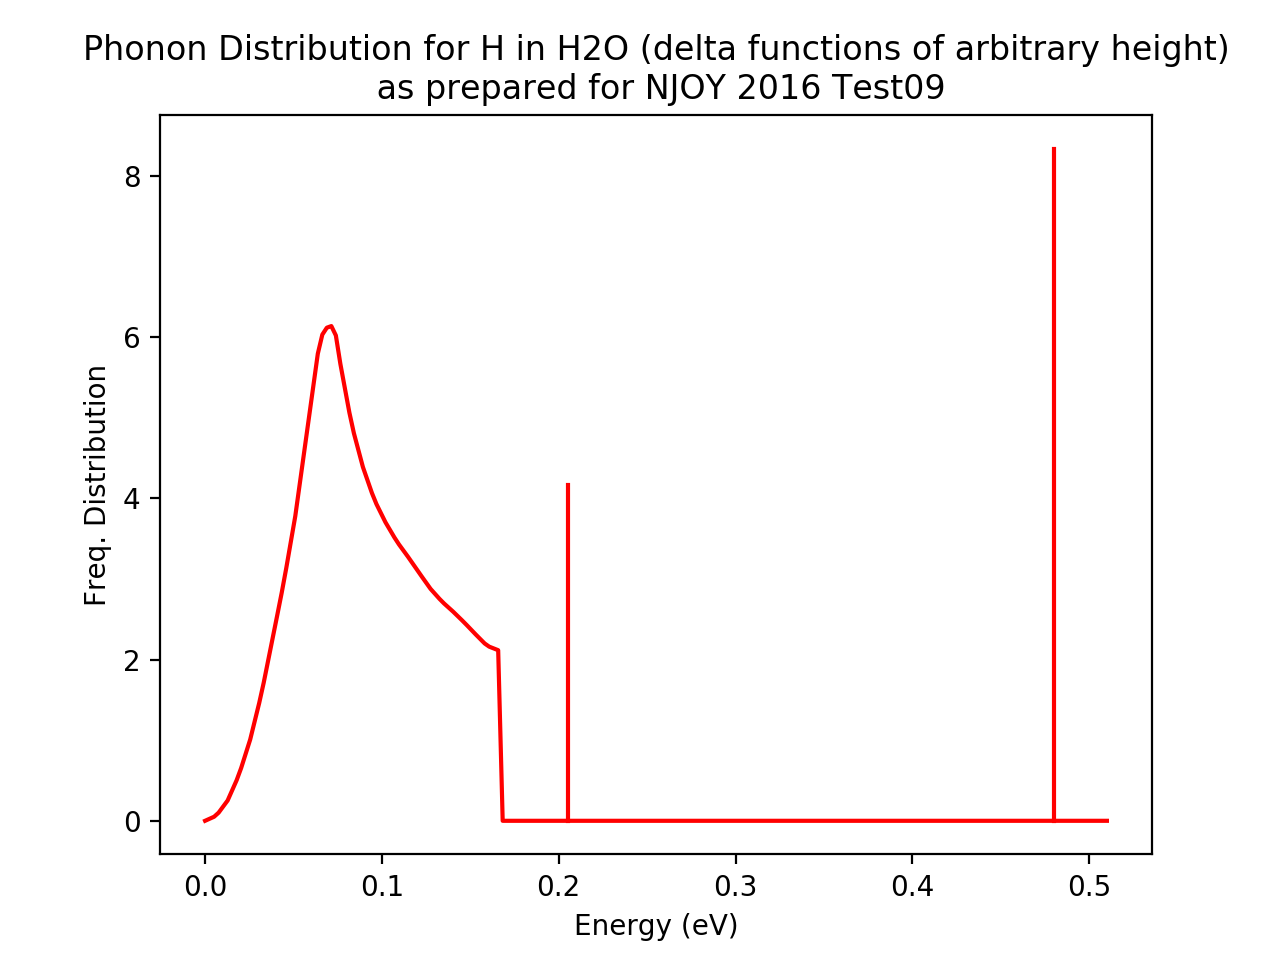 Phonon Distribution for H in H2O (delta functions of arbitrary height)
as prepared for NJOY 2016 Test09
8
6
4
2
0
Freq. Distribution
0.0 0.1 0.2 0.3 0.4 0.5
Energy (eV)